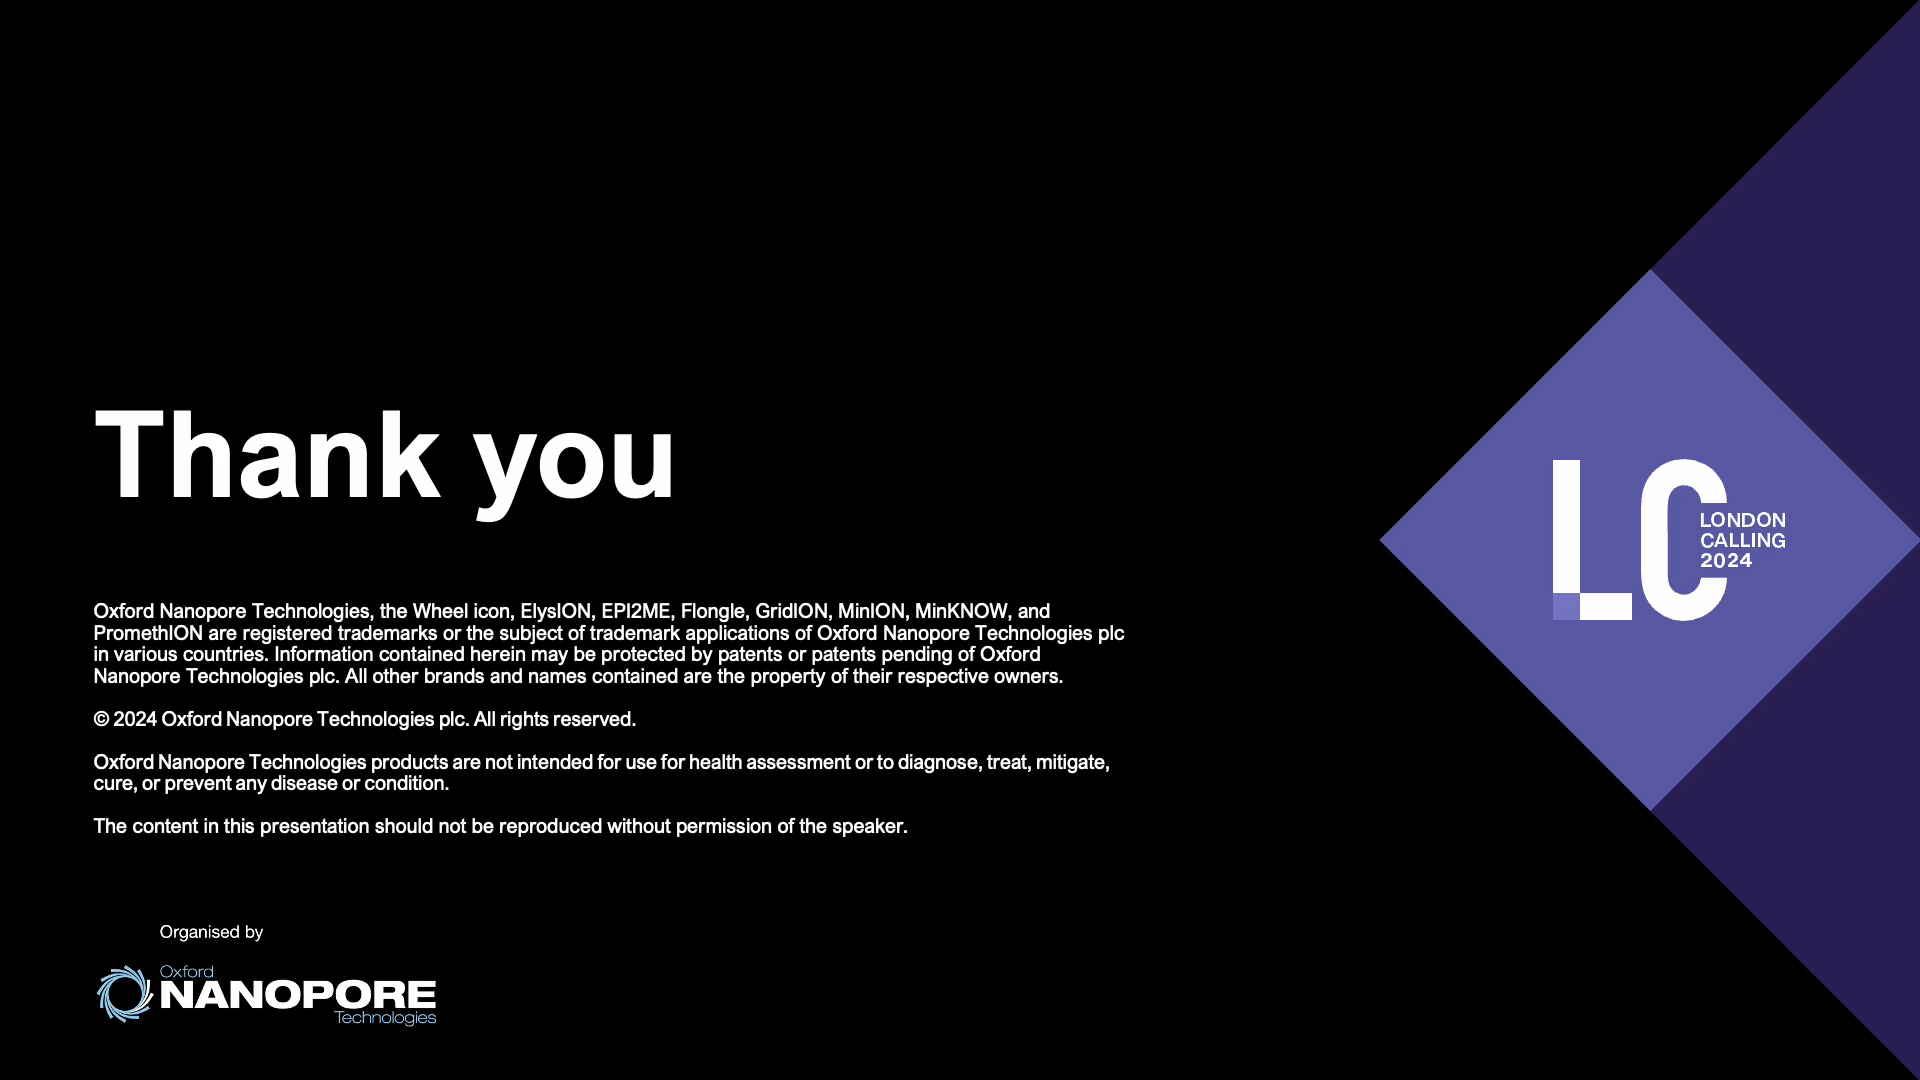 Thank you
LC
LONDON
CALLING
2024
Oxford Nanopore Technologies, the Wheel icon, ElysION, EPI2ME, Flongle, GridION, MinION, MinKNOW, and
PromethION are registered trademarks or the subject of trademark applications of Oxford Nanopore Technologies plc
in various countries. Information contained herein may be protected by patents or patents pending of Oxford
Nanopore Technologies plc. All other brands and names contained are the property of their respective owners.
© 2024 Oxford Nanopore Technologies plc. All rights reserved.
Oxford Nanopore Technologies products are not intended for use for health assessment or to diagnose, treat, mitigate,
cure, or prevent any disease or condition.
The content in this presentation should not be reproduced without permission of the speaker.
Organised by
Oxford
NANOPORE
Technologies